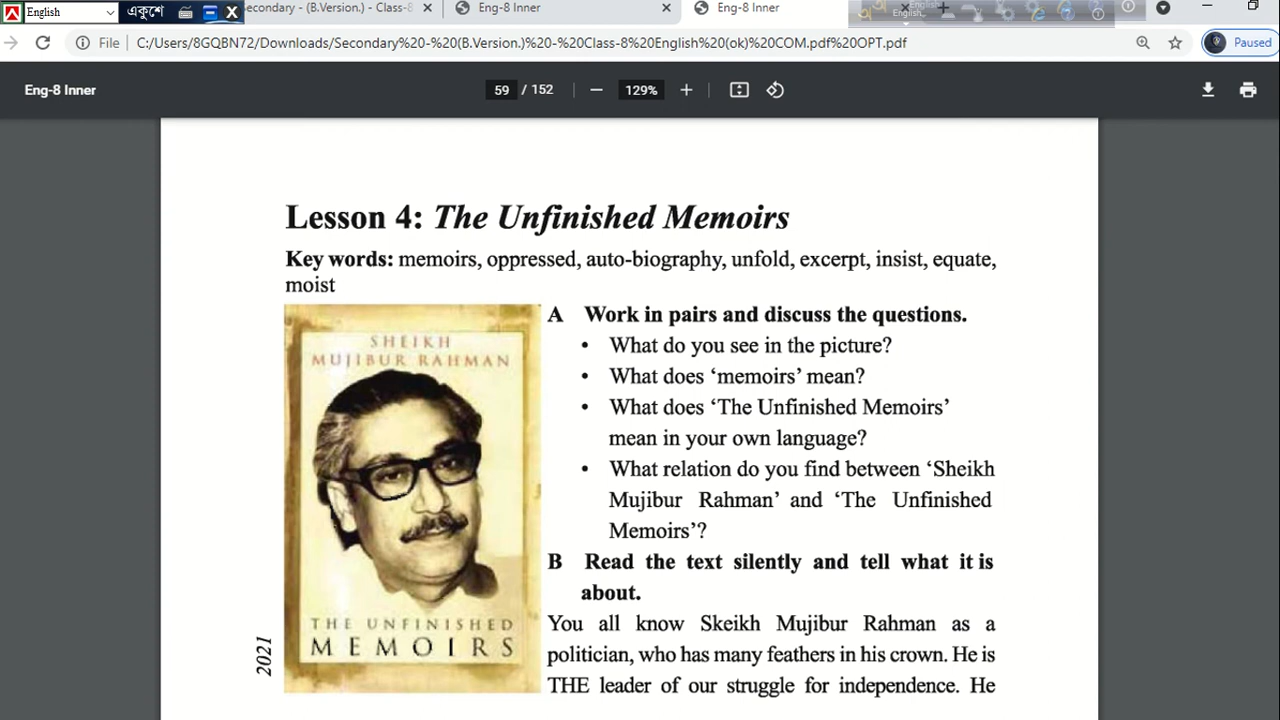 English
একুশে
econdary - (B.Version.) - Class-8
Eng-8 Inner
Eng-8 Inner
English
English
File
C:/Users/8GQBN72/Downloads/Secondary%20-%20(B.Version.)%20-%20Class-8%20English%20(ok)%20COM.pdf%20OPT.pdf
Paused
Eng-8 Inner
59 / 152
129%
Lesson 4: The Unfinished Memoirs
Key words: memoirs, oppressed, auto-biography, unfold, excerpt, insist, equate,
moist
SHEIKH
MUJIBUR RAHMAN
THE UNFINISHED
MEMOIRS
2021
A Work in pairs and discuss the questions.
• What do you see in the picture?
• What does ‘memoirs’ mean?
• What does ‘The Unfinished Memoirs’
mean in your own language?
• What relation do you find between ‘Sheikh
Mujibur Rahman’ and ‘The Unfinished
Memoirs’?
B Read the text silently and tell what it is
about.
You all know Skeikh Mujibur Rahman as a
politician, who has many feathers in his crown. He is
THE leader of our struggle for independence. He